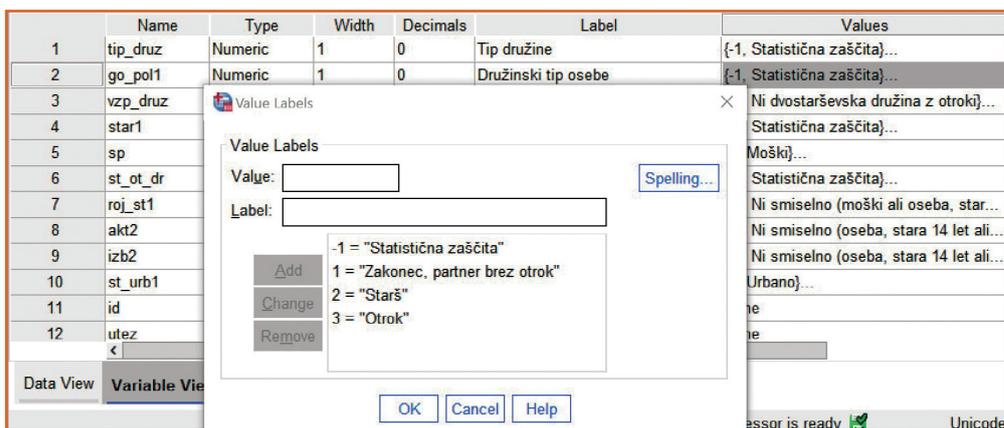 Name Type Width Decimals Label Values
1 tip_druz Numeric 1 0 Tip družine {-1, Statistična zaščita}...
2 go_pol1 Numeric 1 0 Družinski tip osebe {-1, Statistična zaščita}...
3 vzp_druz Ni dvostarševska družina z otroki}...
4 star1 Statistična zaščita}...
5 sp Moški}...
6 st_ot_dr Statistična zaščita}...
7 roj_st1 Ni smiselno (moški ali oseba, star...
8 akt2 Ni smiselno (oseba, stara 14 let ali...
9 izb2 Ni smiselno (oseba, stara 14 let ali...
10 st_urb1 Urbano}...
11 id
12 utez
Value Labels
Value Labels
Value:
Spelling...
Label:
Add
Change
Remove
-1 = "Statistična zaščita"
1 = "Zakonec, partner brez otrok"
2 = "Starš"
3 = "Otrok"
OK Cancel Help
Data View Variable Vie
essor is ready Unicode